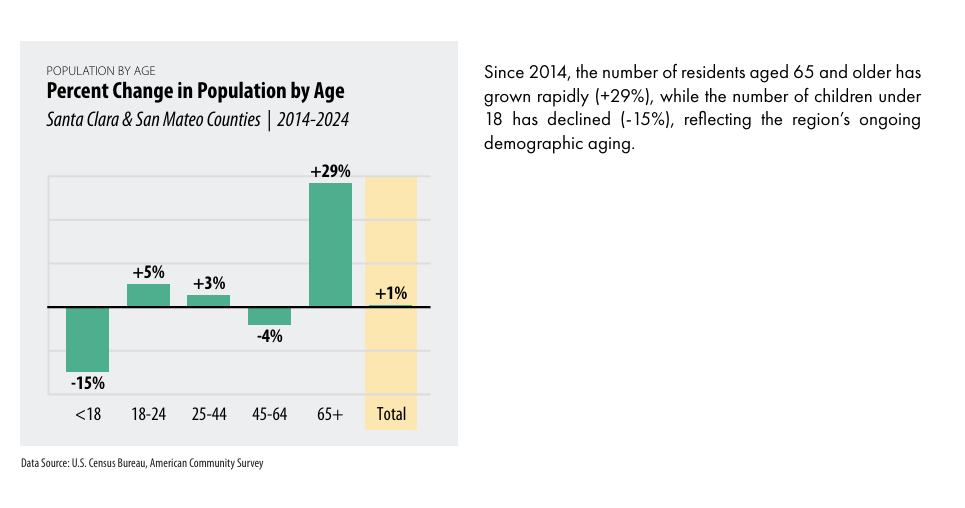 POPULATION BY AGE
Percent Change in Population by Age
Santa Clara & San Mateo Counties | 2014-2024
+29%
+5%
+3%
+1%
-4%
-15%
<18 18-24 25-44 45-64 65+ Total
Data Source: U.S. Census Bureau, American Community Survey
Since 2014, the number of residents aged 65 and older has
grown rapidly (+29%), while the number of children under
18 has declined (-15%), reflecting the region’s ongoing
demographic aging.